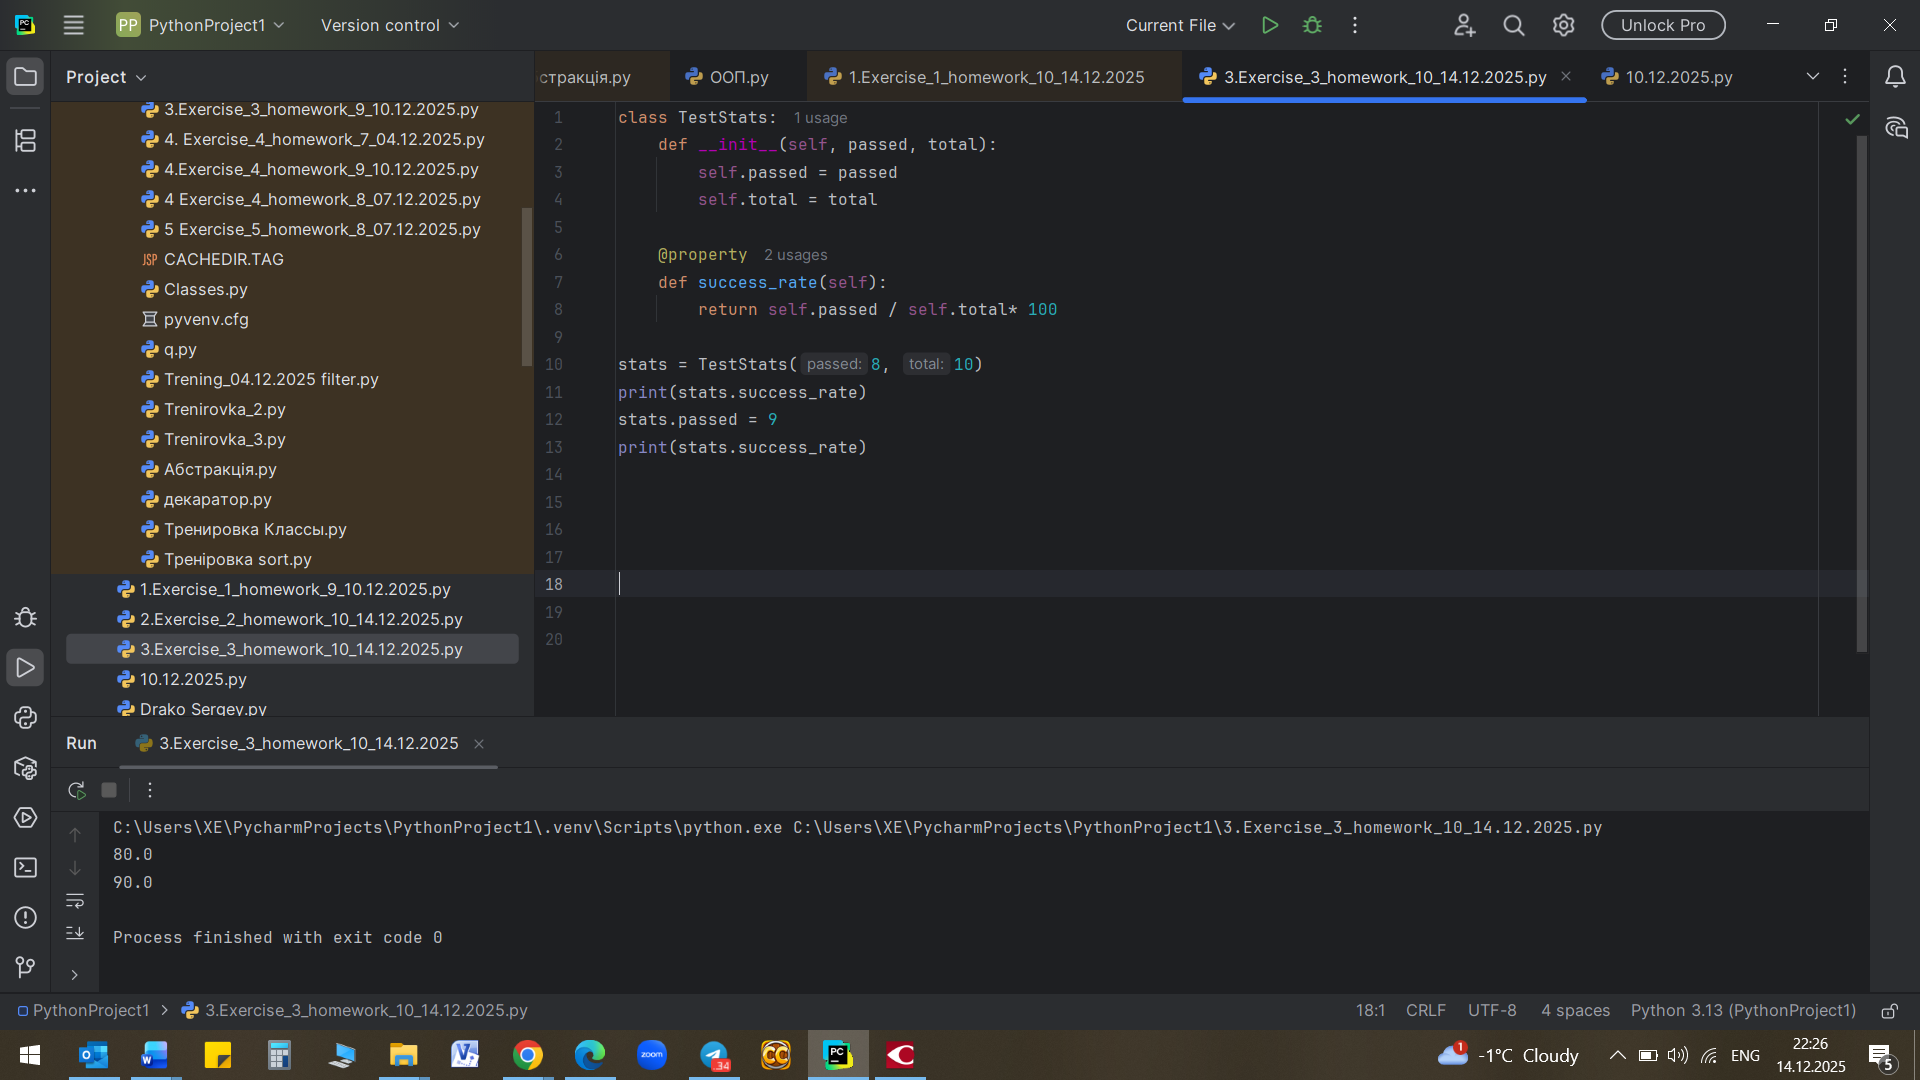 PP PythonProject1 Version control Current File Unlock Pro
Project
стракція.py ООП.py 1.Exercise_1_homework_10_14.12.2025 3.Exercise_3_homework_10_14.12.2025.py 10.12.2025.py
3.Exercise_3_homework_9_10.12.2025.py
4. Exercise_4_homework_7_04.12.2025.py
4.Exercise_4_homework_9_10.12.2025.py
4 Exercise_4_homework_8_07.12.2025.py
5 Exercise_5_homework_8_07.12.2025.py
JSP CACHEDIR.TAG
Classes.py
pyvenv.cfg
q.py
Trening_04.12.2025 filter.py
Trenirovka_2.py
Trenirovka_3.py
Абстракція.py
декаратор.py
Тренировка Классы.py
Треніровка sort.py
1.Exercise_1_homework_9_10.12.2025.py
2.Exercise_2_homework_10_14.12.2025.py
3.Exercise_3_homework_10_14.12.2025.py
10.12.2025.py
Drako Sergey.py
1 class TestStats: 1 usage
2 def __init__(self, passed, total):
3 self.passed = passed
4 self.total = total
5
6 @property 2 usages
7 def success_rate(self):
8 return self.passed / self.total* 100
9
10 stats = TestStats( passed: 8, total: 10)
11 print(stats.success_rate)
12 stats.passed = 9
13 print(stats.success_rate)
14
15
16
17
18
19
20
Run 3.Exercise_3_homework_10_14.12.2025
C:\Users\XE\PycharmProjects\PythonProject1\.venv\Scripts\python.exe C:\Users\XE\PycharmProjects\PythonProject1\3.Exercise_3_homework_10_14.12.2025.py
80.0
90.0
Process finished with exit code 0
PythonProject1 > 3.Exercise_3_homework_10_14.12.2025.py 18:1 CRLF UTF-8 4 spaces Python 3.13 (PythonProject1)
zoom 34 PC 1 -1°C Cloudy ENG 22:26
14.12.2025 5